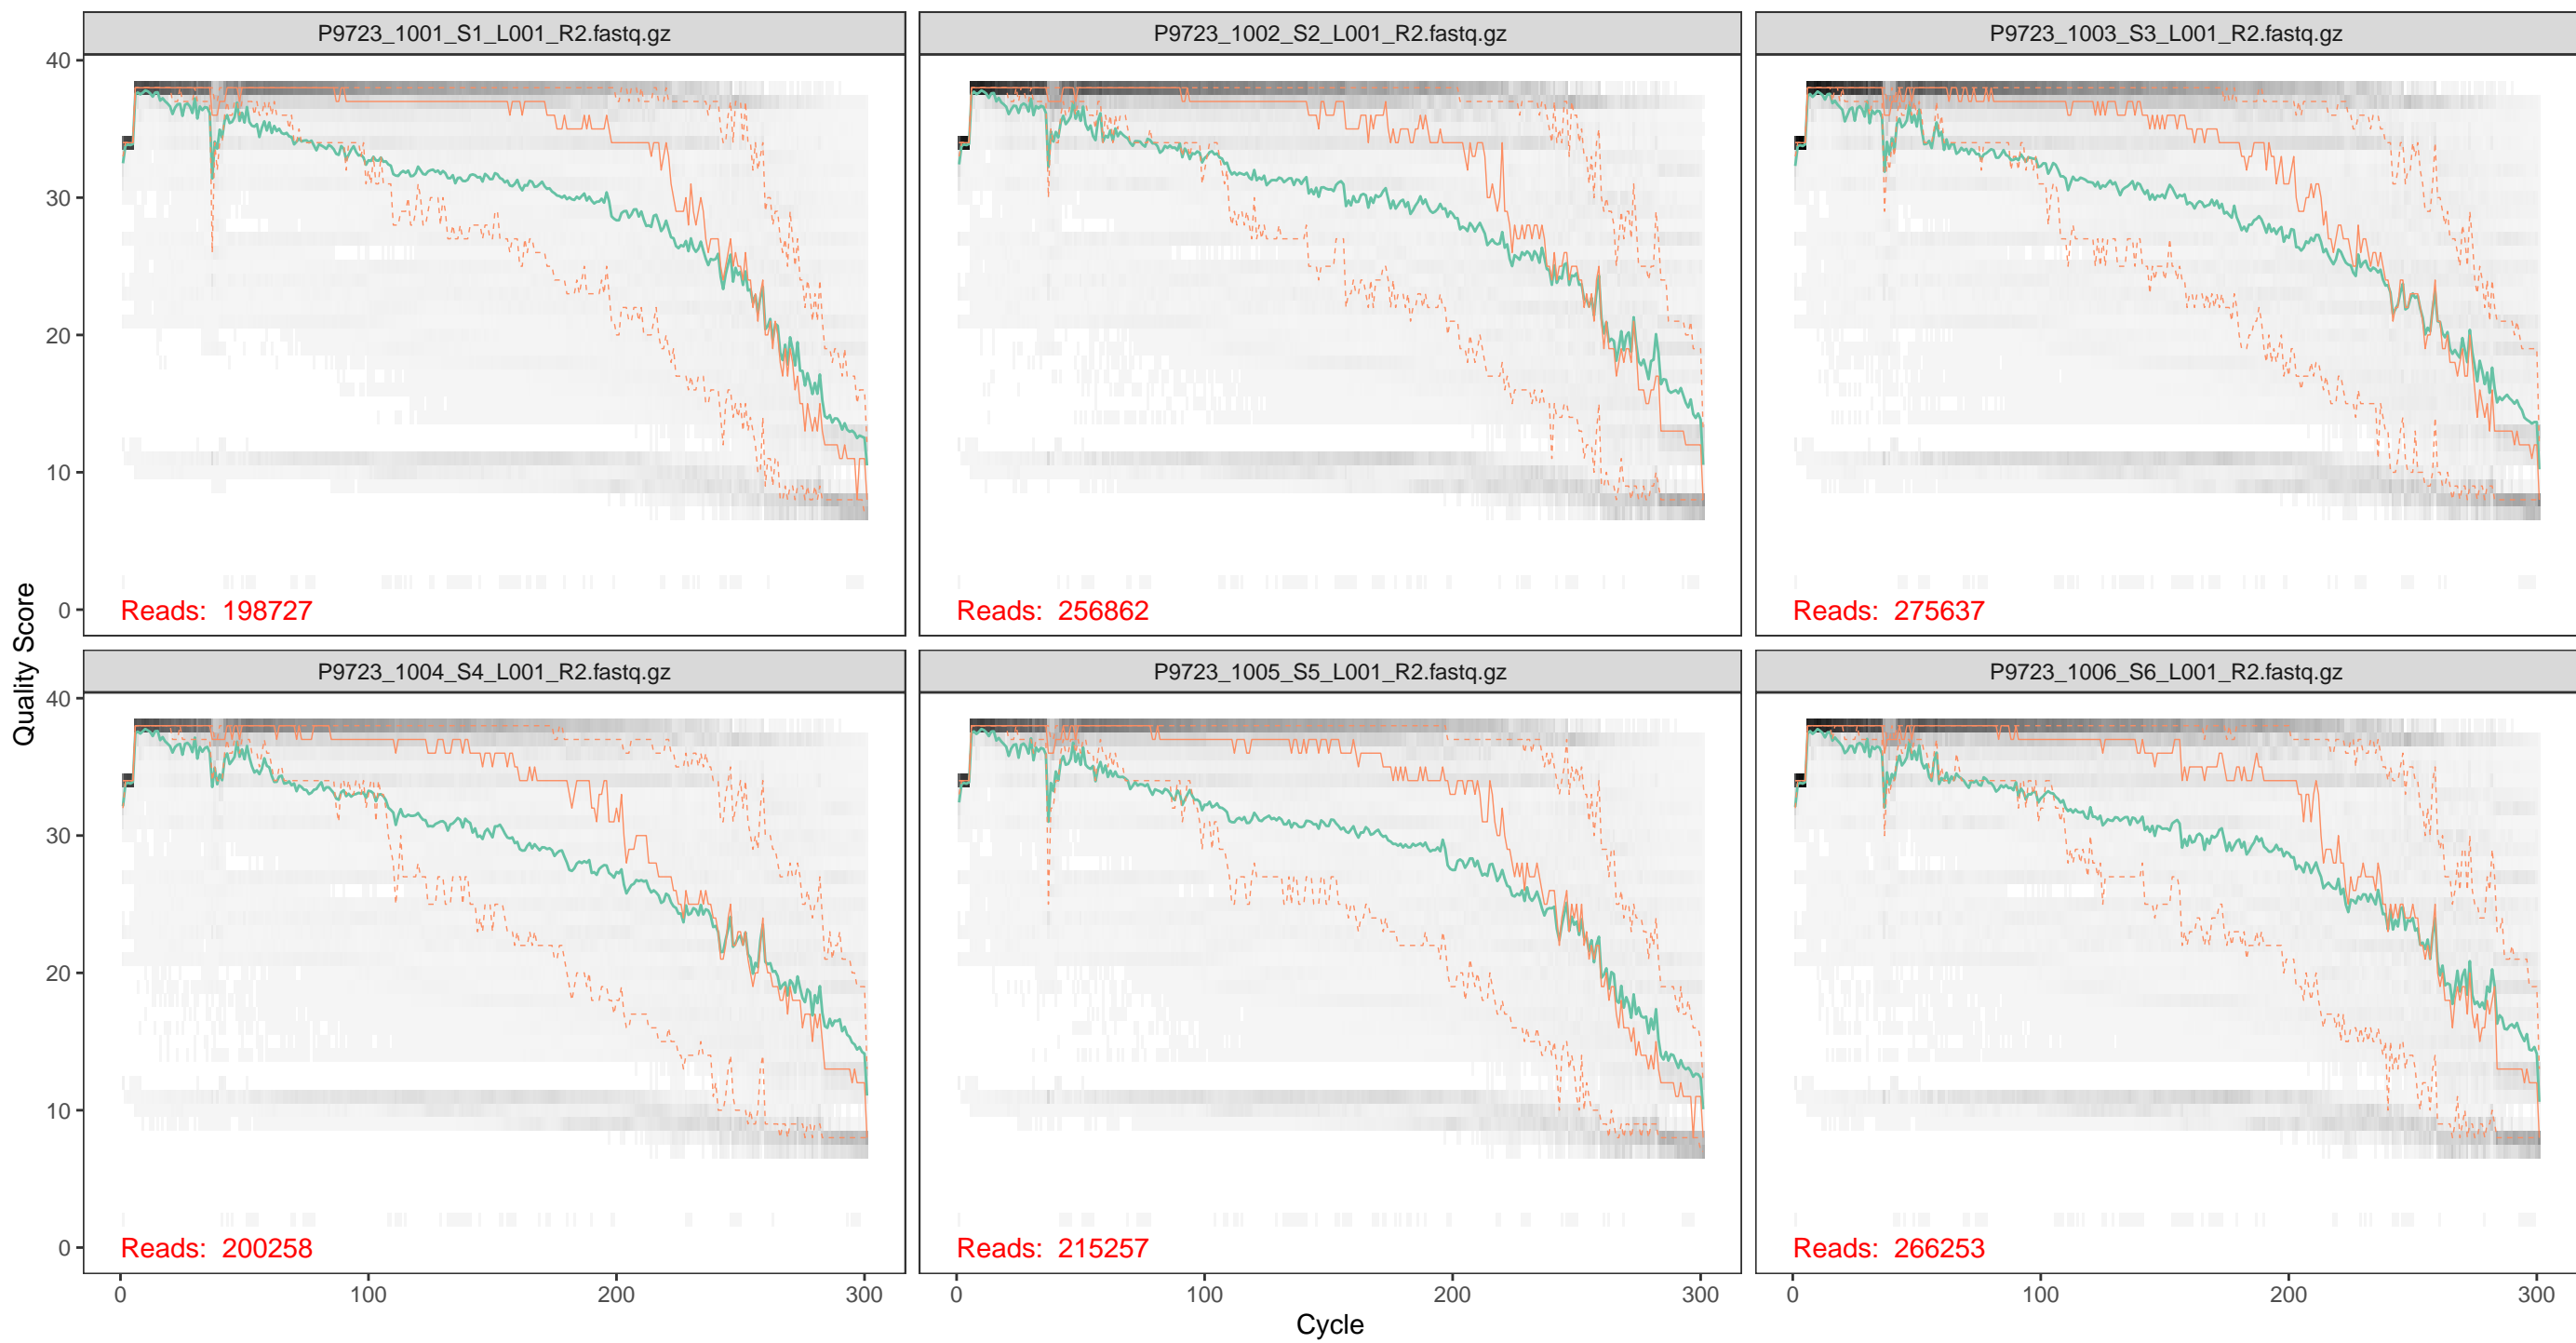 P9723_1001_S1_L001_R2.fastq.gz
P9723_1002_S2_L001_R2.fastq.gz
P9723_1003_S3_L001_R2.fastq.gz
40
30
20
10
0
Reads: 198727
Reads: 256862
Reads: 275637
Quality Score
P9723_1004_S4_L001_R2.fastq.gz
P9723_1005_S5_L001_R2.fastq.gz
P9723_1006_S6_L001_R2.fastq.gz
40
30
20
10
0
Reads: 200258
Reads: 215257
Reads: 266253
0 100 200 300
0 100 200 300
0 100 200 300
Cycle